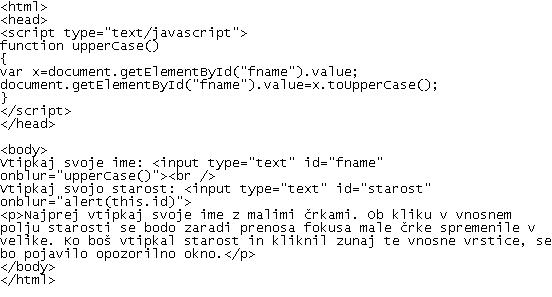 <html>
<head>
<script type="text/javascript">
function upperCase()
{
var x=document.getElementById("fname").value;
document.getElementById("fname").value=x.toUpperCase();
}
</script>
</head>

<body>
Vtipkaj svoje ime: <input type="text" id="fname"
onblur="upperCase()"><br />
Vtipkaj svojo starost: <input type="text" id="starost"
onblur="alert(this.id)">
<p>Najprej vtipkaj svoje ime z malimi črkami. Ob kliku v vnosnem
polju starosti se bodo zaradi prenosa fokusa male črke spremenile v
velike. Ko boš vtipkal starost in kliknil zunaj te vnosne vrstice, se
bo pojavilo opozorilno okno.</p>
</body>
</html>